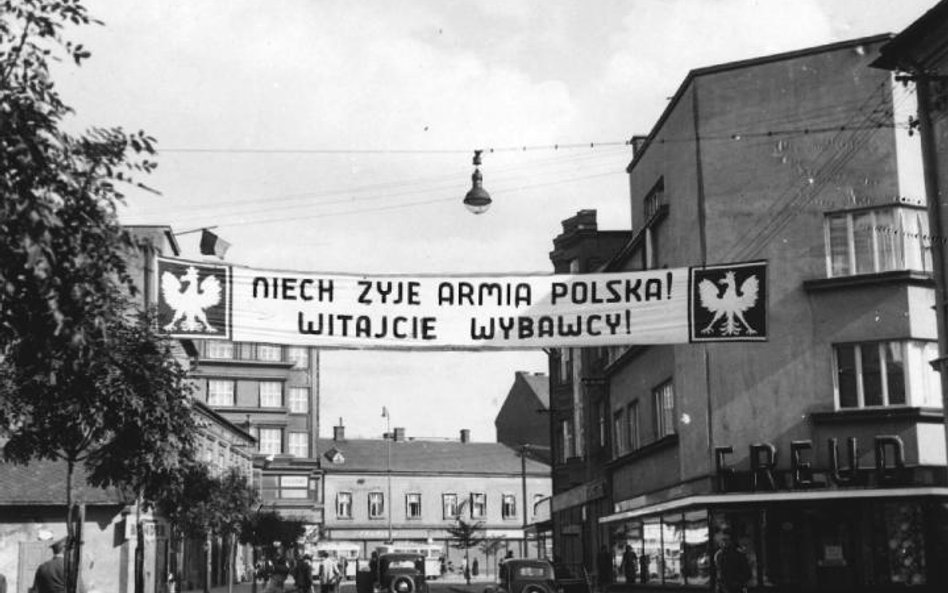 NIECH ŻYJE ARMIA POLSKA!
WITAJCIE WYBAWCY!
FREUD